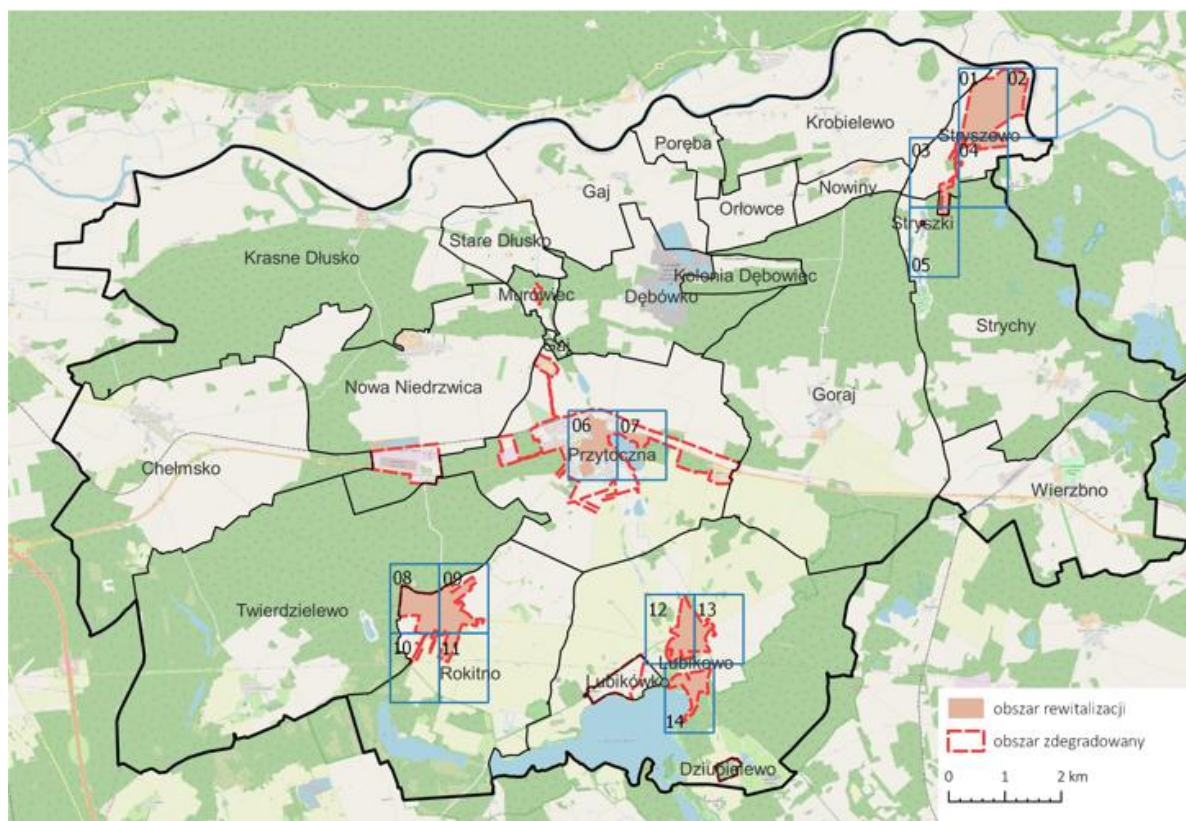 01
02
Krobielewo
Stryszewo
Poręba
03
04
Gaj
Nowiny
Orłowce
Stryszki
Stare Dłusko
Krasne Dłusko
05
Kolonia Dębowiec
Murowiec
Dębówko
Strychy
Gaj
Nowa Niedrzwica
Goraj
06
07
Przytoczna
Chełmsko
Wierzbno
08
09
Twierdzielewo
12
13
10
11
Rokitno
Lubikowo
Lubikówko
14
Dziubielewo
obszar rewitalizacji
obszar zdegradowany
0
2 km